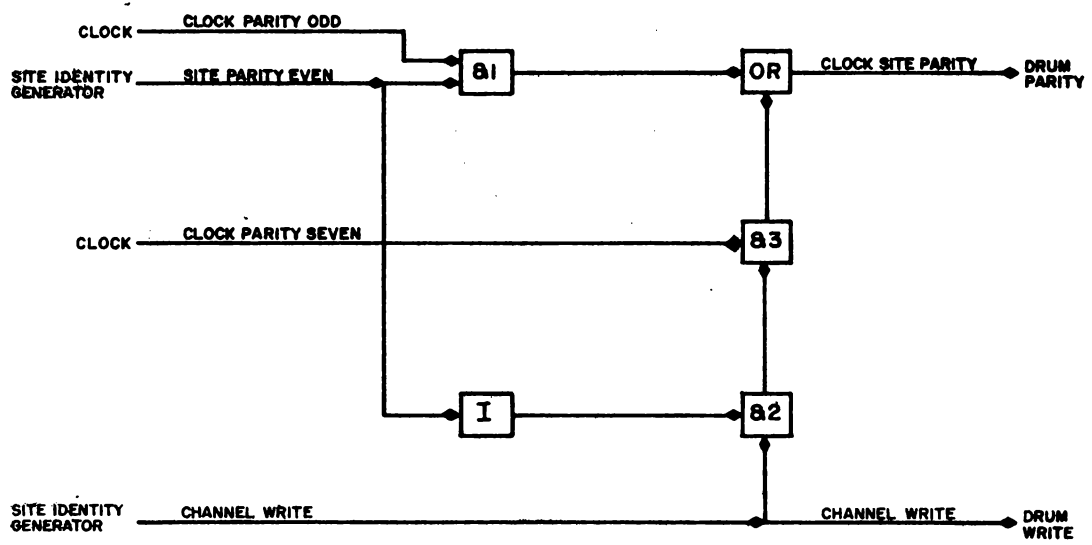 CLOCK
CLOCK PARITY ODD
SITE IDENTITY
GENERATOR
SITE PARITY EVEN
&1
OR
CLOCK SITE PARITY
DRUM
PARITY
CLOCK
CLOCK PARITY SEVEN
&3
I
&2
SITE IDENTITY
GENERATOR
CHANNEL WRITE
CHANNEL WRITE
DRUM
WRITE